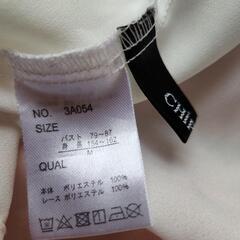 NO. 3A054
SIZE
バスト 79~87
身長 154~162
M
QUAL
本体 ポリエステル 100%
レース ポリエステル 100%